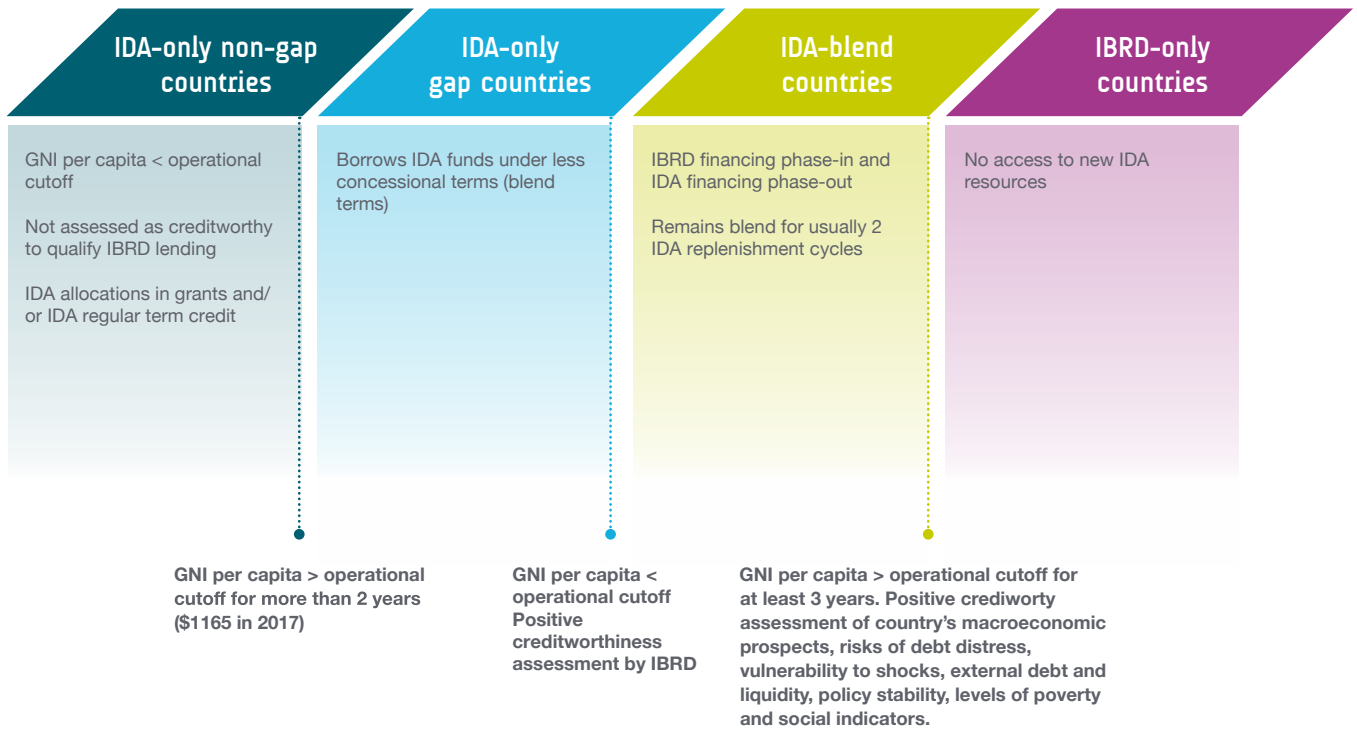 IDA-only non-gap
countries
IDA-only
gap countries
IDA-blend
countries
IBRD-only
countries
GNI per capita < operational
cutoff
Not assessed as creditworthy
to qualify IBRD lending
IDA allocations in grants and/
or IDA regular term credit
Borrows IDA funds under less
concessional terms (blend
terms)
IBRD financing phase-in and
IDA financing phase-out
Remains blend for usually 2
IDA replenishment cycles
No access to new IDA
resources
GNI per capita > operational
cutoff for more than 2 years
($1165 in 2017)
GNI per capita <
operational cutoff
Positive
creditworthiness
assessment by IBRD
GNI per capita > operational cutoff for
at least 3 years. Positive crediworty
assessment of country’s macroeconomic
prospects, risks of debt distress,
vulnerability to shocks, external debt and
liquidity, policy stability, levels of poverty
and social indicators.